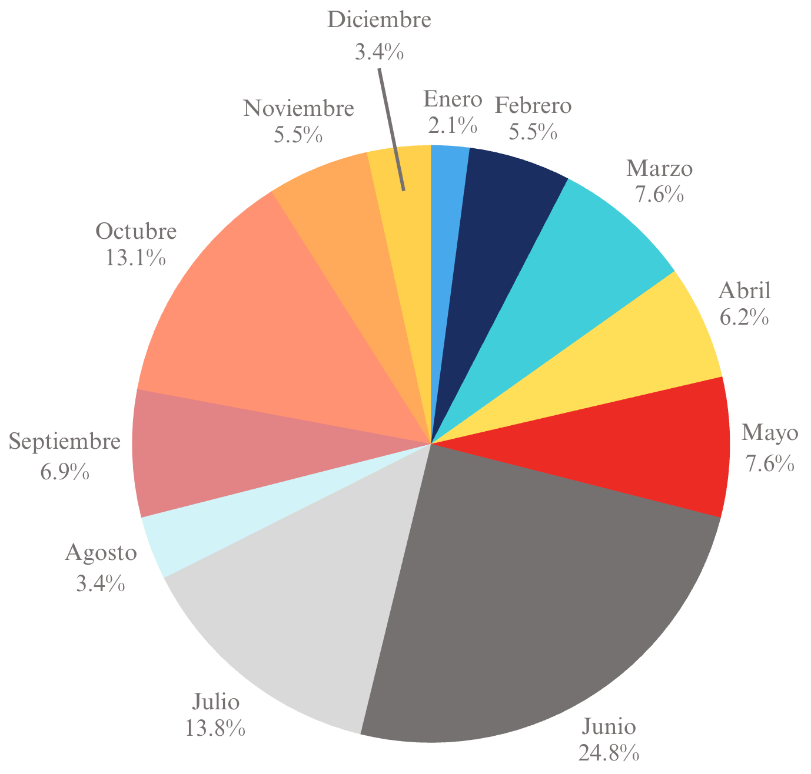 Diciembre
3.4%
Enero
2.1%
Febrero
5.5%
Marzo
7.6%
Abril
6.2%
Mayo
7.6%
Junio
24.8%
Julio
13.8%
Agosto
3.4%
Septiembre
6.9%
Octubre
13.1%
Noviembre
5.5%